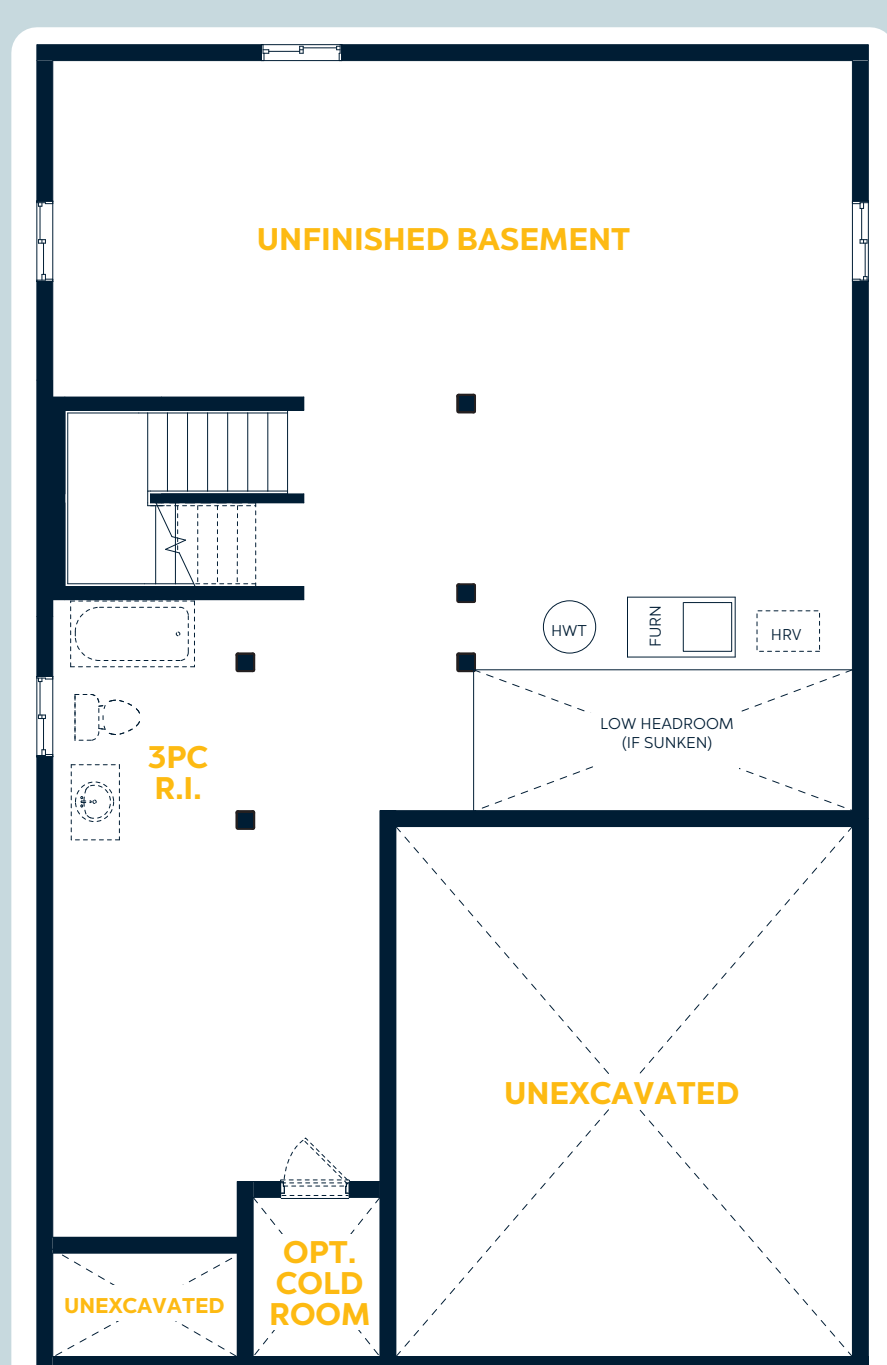 UNFINISHED BASEMENT
HWT
FURN
HRV
LOW HEADROOM
(IF SUNKEN)
3PC
R.I.
UNEXCAVATED
OPT.
COLD
ROOM
UNEXCAVATED